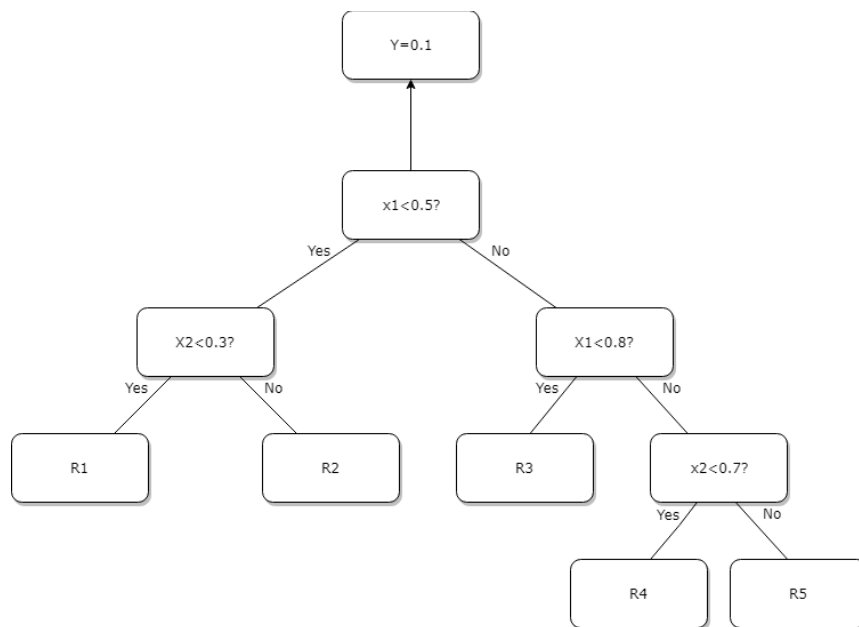 Y=0.1
x1<0.5?
Yes
No
X2<0.3?
X1<0.8?
Yes
No
Yes
No
R1
R2
R3
x2<0.7?
Yes
No
R4
R5